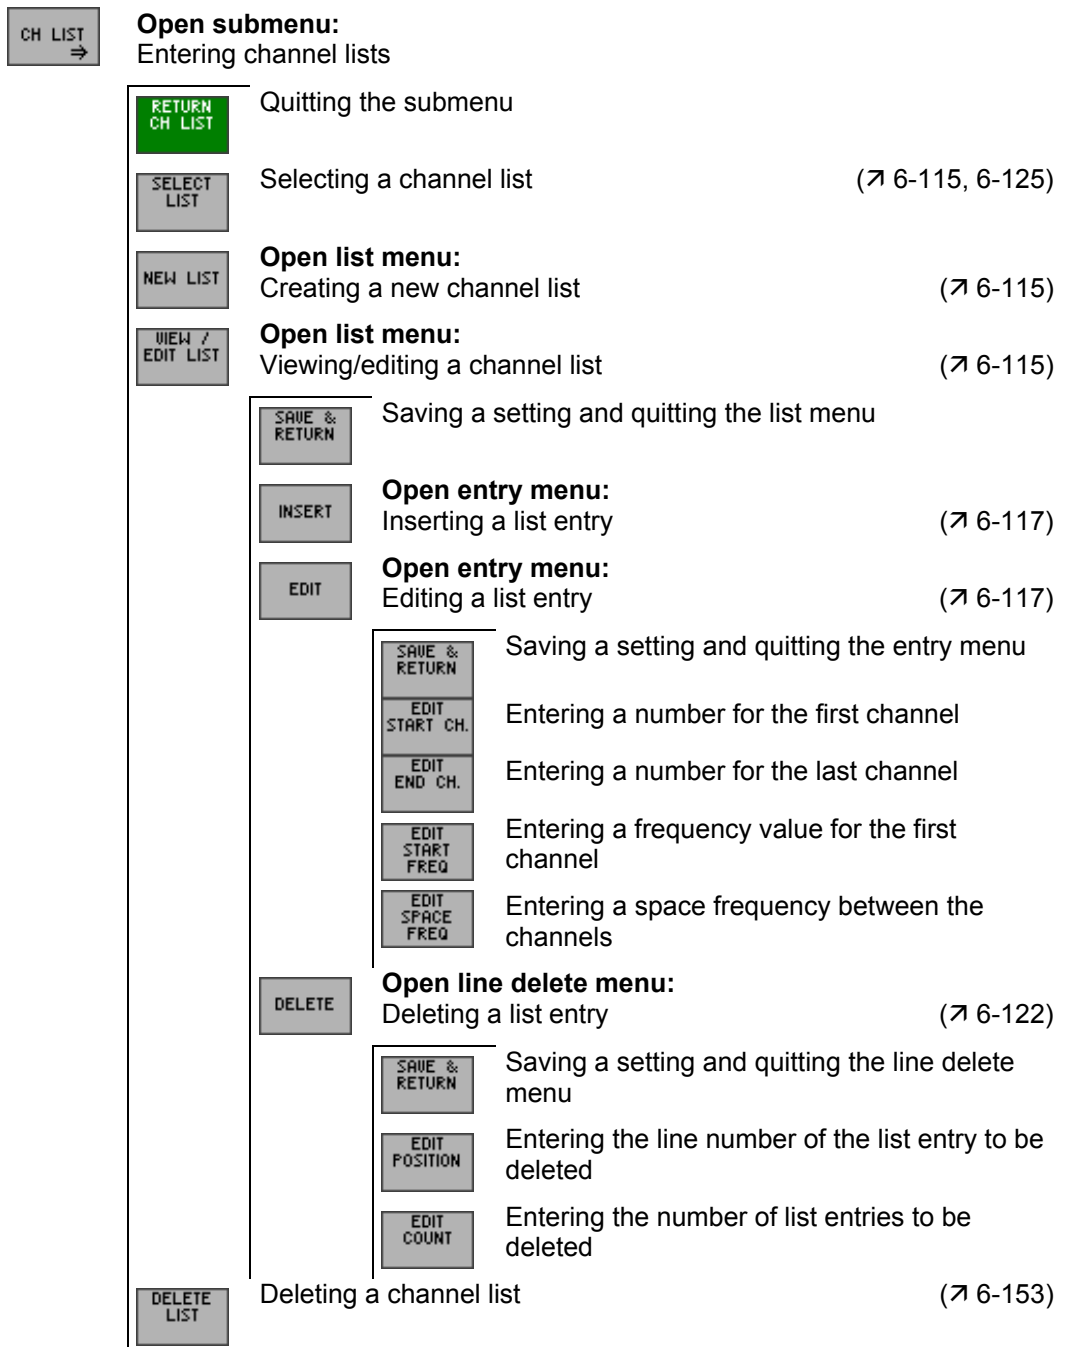 CH LIST
⇒
Open submenu:
Entering channel lists
RETURN
CH LIST
Quitting the submenu
SELECT
LIST
Selecting a channel list (↗ 6-115, 6-125)
NEW LIST
Open list menu:
Creating a new channel list (↗ 6-115)
VIEW /
EDIT LIST
Open list menu:
Viewing/editing a channel list (↗ 6-115)
SAVE &
RETURN
Saving a setting and quitting the list menu
INSERT
Open entry menu:
Inserting a list entry (↗ 6-117)
EDIT
Open entry menu:
Editing a list entry (↗ 6-117)
SAVE &
RETURN
Saving a setting and quitting the entry menu
EDIT
START CH.
Entering a number for the first channel
EDIT
END CH.
Entering a number for the last channel
EDIT
START
FREQ
Entering a frequency value for the first
channel
EDIT
SPACE
FREQ
Entering a space frequency between the
channels
DELETE
Open line delete menu:
Deleting a list entry (↗ 6-122)
SAVE &
RETURN
Saving a setting and quitting the line delete
menu
EDIT
POSITION
Entering the line number of the list entry to be
deleted
EDIT
COUNT
Entering the number of list entries to be
deleted
DELETE
LIST
Deleting a channel list (↗ 6-153)